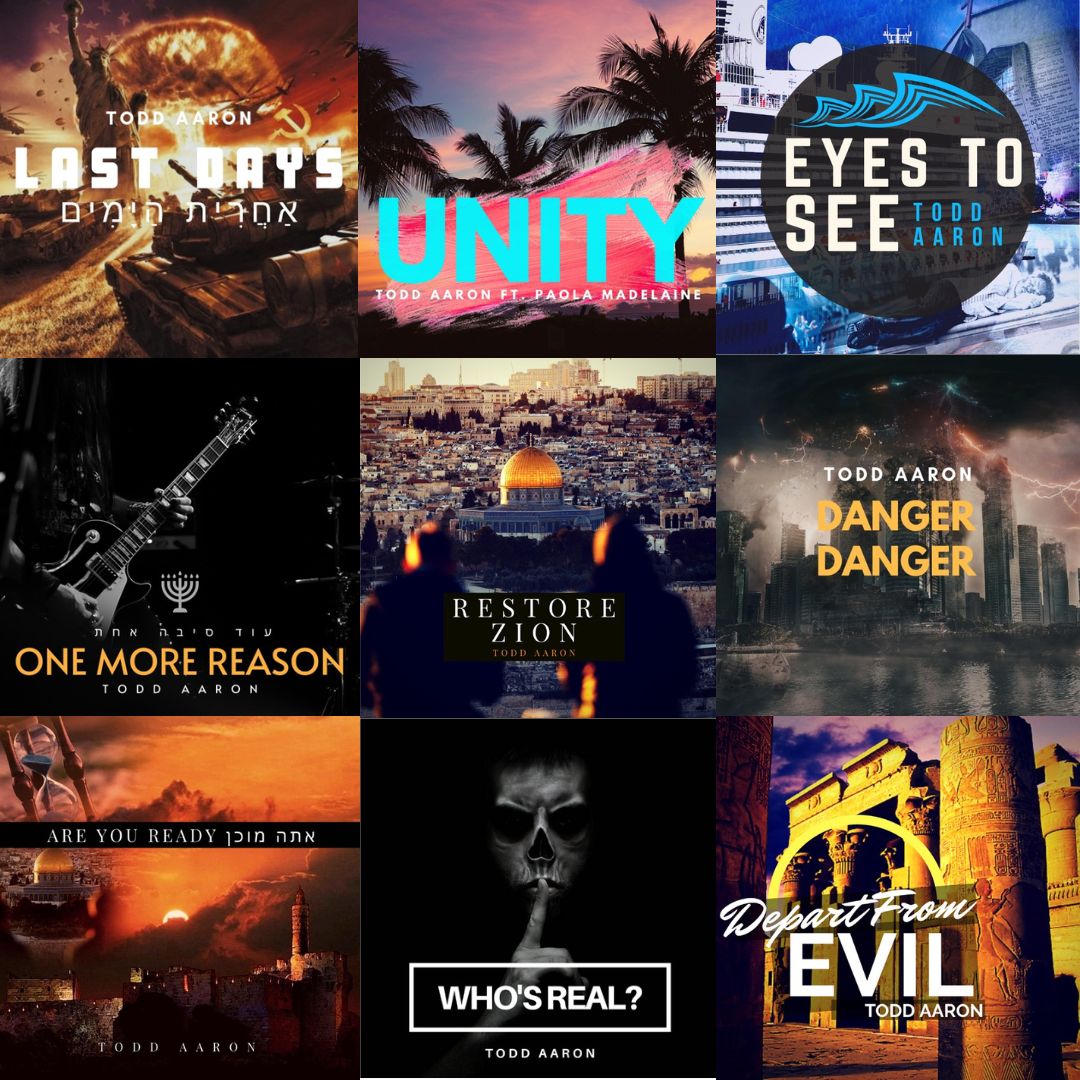 TODD AARON
LAST DAYS
אַחֲרִית הַיָּמִים
UNITY
TODD AARON FT. PAOLA MADELAINE
EYES TO
SEE TODD
AARON
עוד סיבה אחת
ONE MORE REASON
TODD AARON
RESTORE
ZION
TODD AARON
TODD AARON
DANGER
DANGER
ARE YOU READY אתה מוכן
TODD AARON
WHO'S REAL?
TODD AARON
Depart From
EVIL
TODD AARON